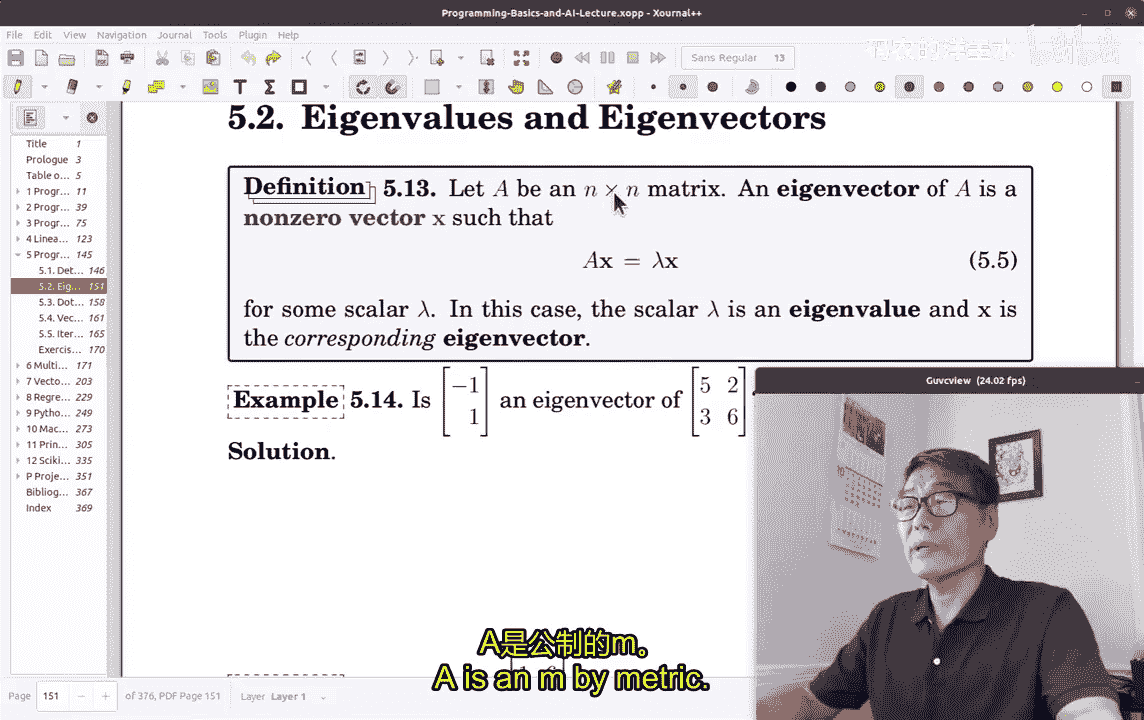 Programming-Basics-and-AI-Lecture.xopp - Xournal++
File Edit View Navigation Journal Tools Plugin Help
Sans Regular 13
Title 1
Prologue 3
Table o... 5
1 Progr... 11
2 Progr... 39
3 Progr... 75
4 Linea... 123
5 Progr... 145
5.1. Det... 146
5.2. Eig... 151
5.3. Dot... 158
5.4. Vec... 161
5.5. Iter... 165
Exercis... 170
6 Multi... 171
7 Vecto... 203
8 Regre... 229
9 Pytho... 249
10 Mac... 273
11 Prin... 305
12 Sciki... 335
P Proje... 351
Bibliog... 367
Index 369
5.2. Eigenvalues and Eigenvectors
Definition 5.13. Let A be an n × n matrix. An eigenvector of A is a
nonzero vector x such that
Ax = λx (5.5)
for some scalar λ. In this case, the scalar λ is an eigenvalue and x is
the corresponding eigenvector.
Example 5.14. Is [−1 1] an eigenvector of [5 2 3 6]
Solution.
Guvcview (24.02 fps)
A是公制的m。
A is an m by metric.
Page 151 of 376, PDF Page 151 Layer Layer 1